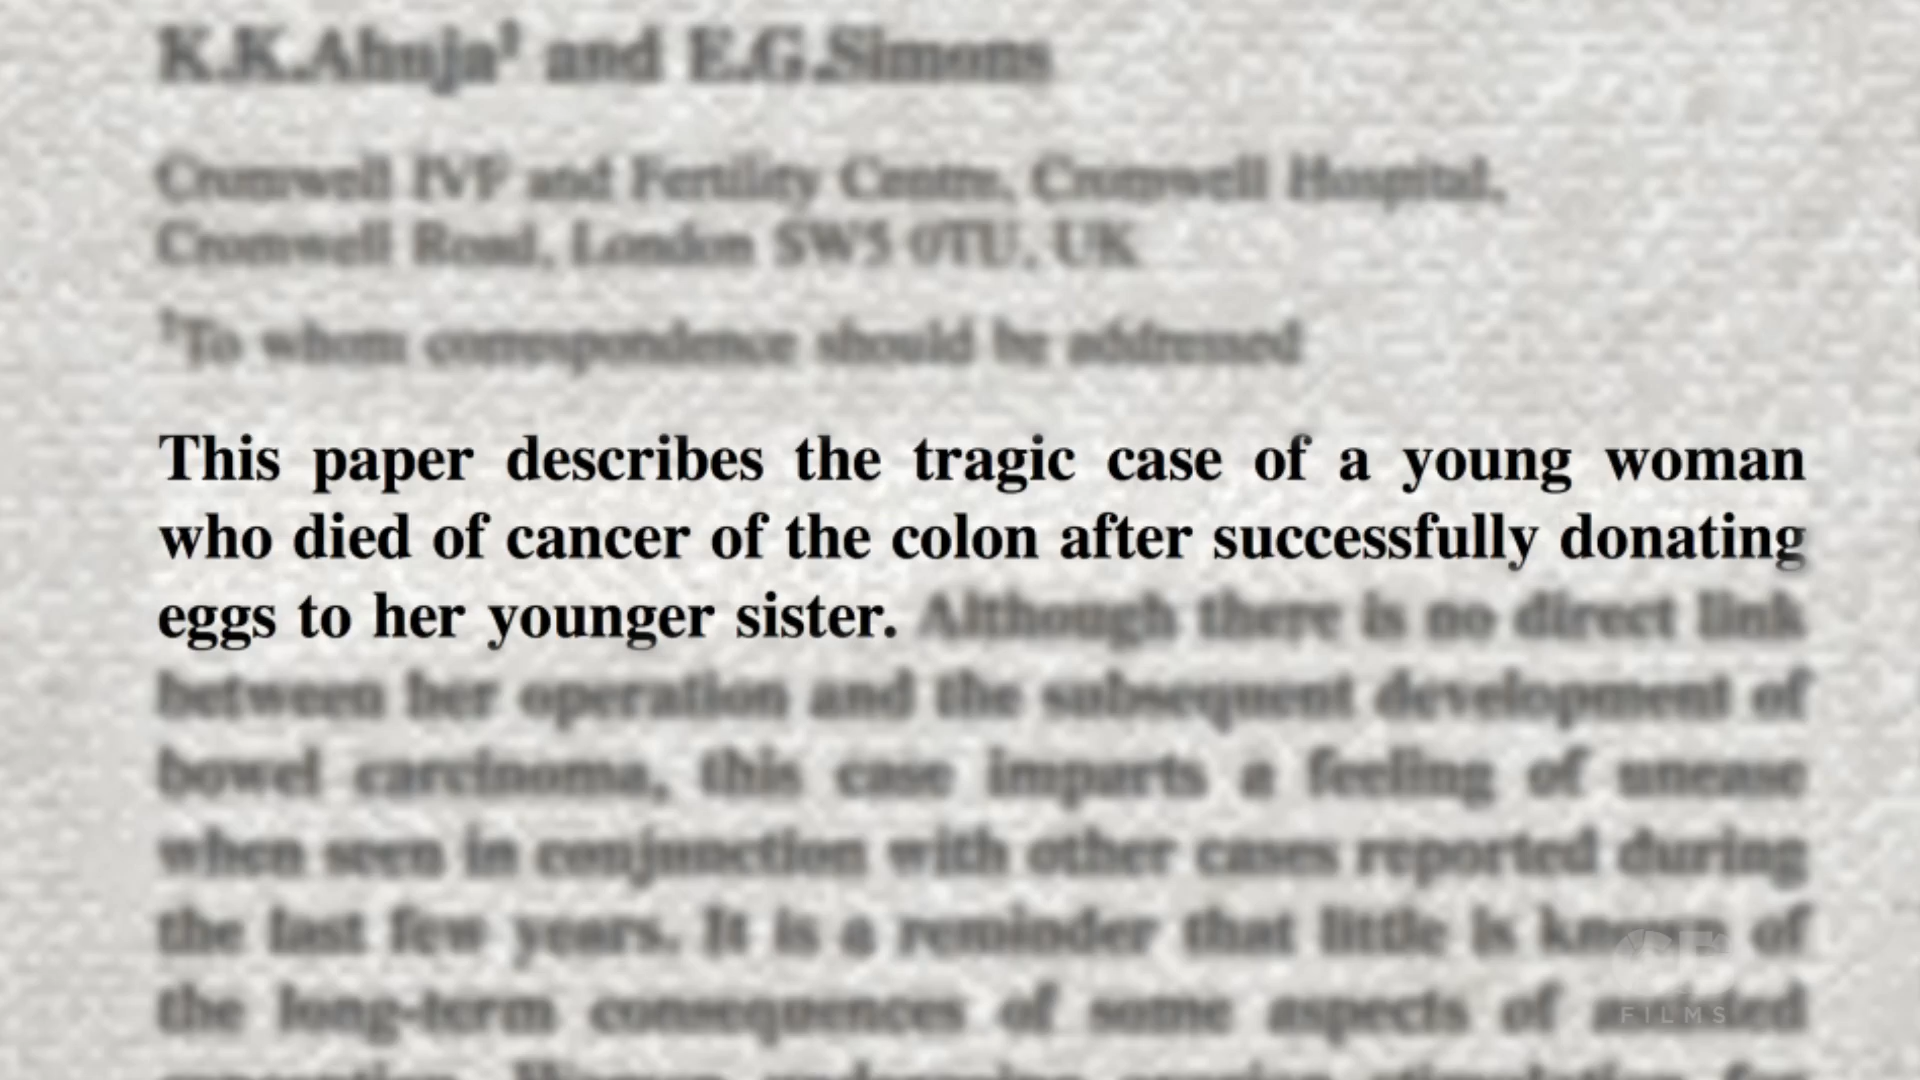 K.K.Ahuja† and E.G.Simons
Cromwell IVF and Fertility Centre, Cromwell Hospital,
Cromwell Road, London SW5 0TU, UK
†To whom correspondence should be addressed
This paper describes the tragic case of a young woman
who died of cancer of the colon after successfully donating
eggs to her younger sister. Although there is no direct link
between her operation and the subsequent development of
bowel carcinoma, this case imparts a feeling of unease
when seen in conjunction with other cases reported during
the last few years. It is a reminder that little is known of
the long-term consequences of some aspects of assisted
FILMS